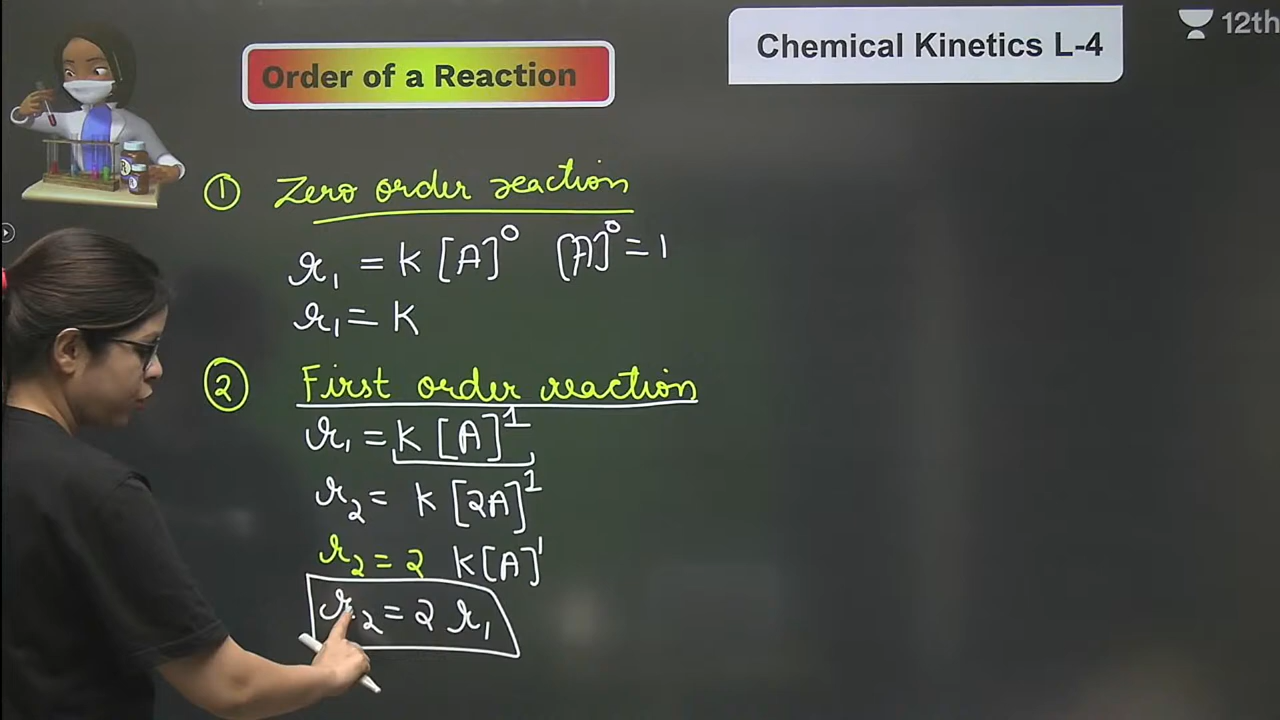 Order of a Reaction
Chemical Kinetics L-4
12th
① Zero order reaction
r₁ = K [A]⁰ [A]⁰ = 1
r₁ = K
② First order reaction
r₁ = K [A]¹
r₂ = K [2A]¹
r₂ = 2 K[A]¹
r₂ = 2 r₁